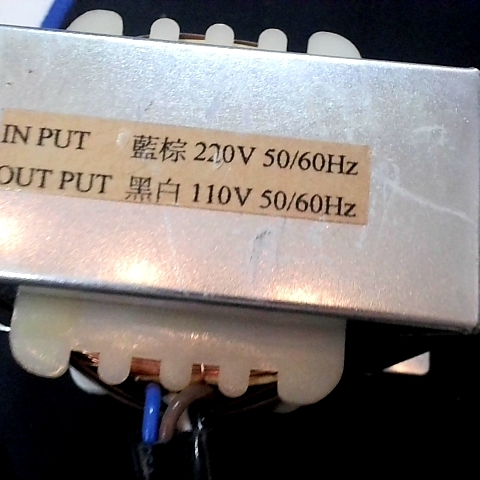 IN PUT 藍棕 220V 50/60Hz
OUT PUT 黑白 110V 50/60Hz